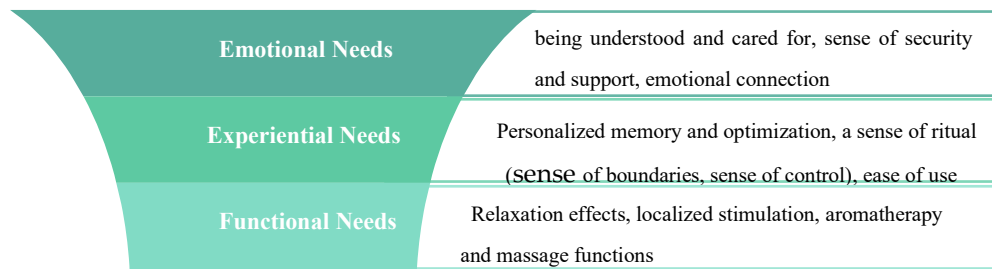 Emotional Needs
being understood and cared for, sense of security
and support, emotional connection
Experiential Needs
Personalized memory and optimization, a sense of ritual
(sense of boundaries, sense of control), ease of use
Functional Needs
Relaxation effects, localized stimulation, aromatherapy
and massage functions